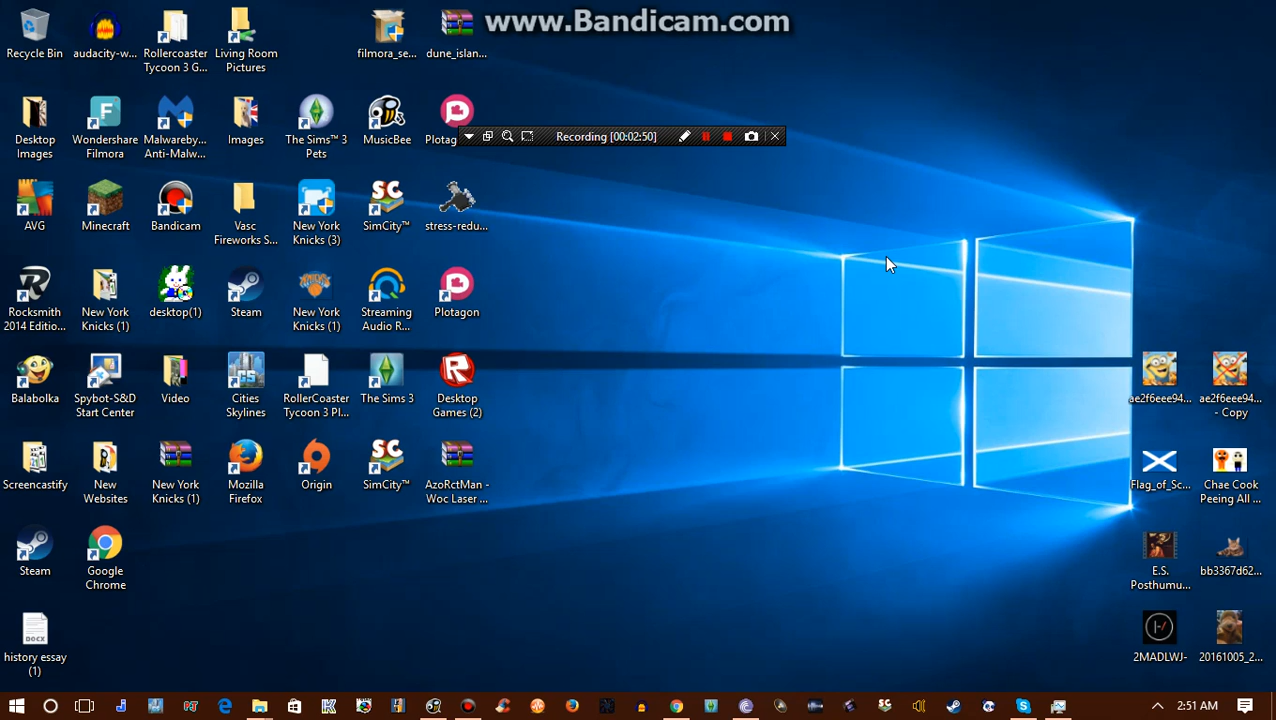 www.Bandicam.com
Recording [00:02:50]
Recycle Bin
audacity-w...
Rollercoaster
Tycoon 3 G...
Living Room
Pictures
filmora_se...
dune_islan...
Desktop
Images
Wondershare
Filmora
Malwareby...
Anti-Malw...
Images
The Sims™ 3
Pets
MusicBee
Plotag
AVG
Minecraft
Bandicam
Vasc
Fireworks S...
New York
Knicks (3)
SimCity™
stress-redu...
Rocksmith
2014 Editio...
New York
Knicks (1)
desktop(1)
Steam
New York
Knicks (1)
Streaming
Audio R...
Plotagon
Balabolka
Spybot-S&D
Start Center
Video
Cities
Skylines
RollerCoaster
Tycoon 3 Pl...
The Sims 3
Desktop
Games (2)
ae2f6eee94...
ae2f6eee94...
- Copy
Screencastify
New
Websites
New York
Knicks (1)
Mozilla
Firefox
Origin
SimCity™
AzoRctMan -
Woc Laser ...
Flag_of_Sc...
Chae Cook
Peeing All ...
Steam
Google
Chrome
E.S.
Posthumu...
bb3367d62...
history essay
(1)
2MADLWJ-
20161005_2...
2:51 AM